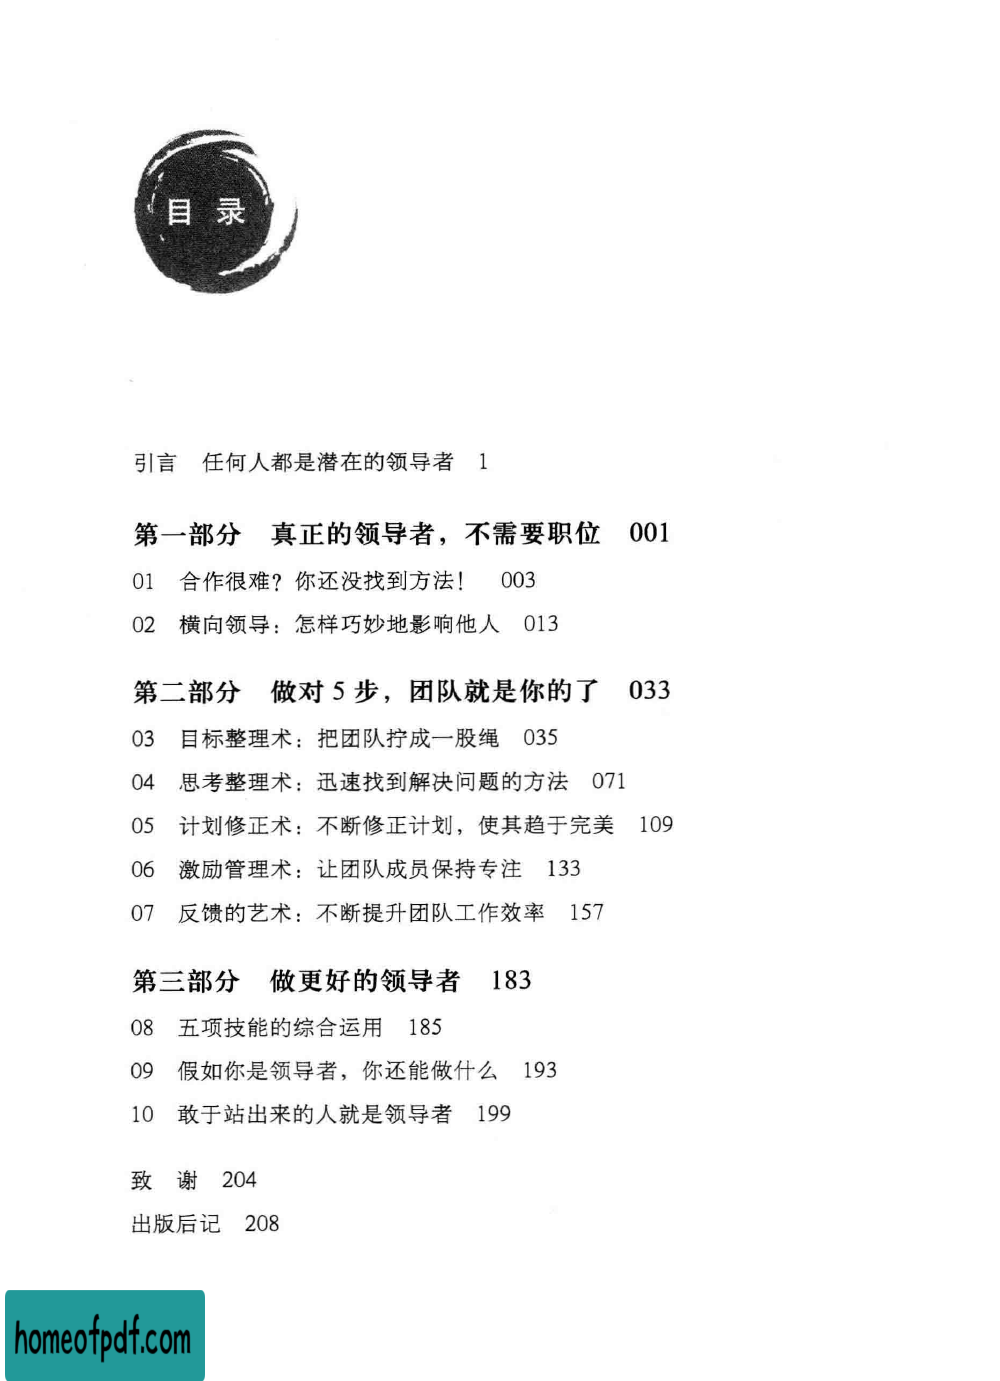 目 录
引言 任何人都是潜在的领导者 1
第一部分 真正的领导者，不需要职位 001
01 合作很难？你还没找到方法！ 003
02 横向领导：怎样巧妙地影响他人 013
第二部分 做对 5 步，团队就是你的了 033
03 目标整理术：把团队拧成一股绳 035
04 思考整理术：迅速找到解决问题的方法 071
05 计划修正术：不断修正计划，使其趋于完美 109
06 激励管理术：让团队成员保持专注 133
07 反馈的艺术：不断提升团队工作效率 157
第三部分 做更好的领导者 183
08 五项技能的综合运用 185
09 假如你是领导者，你还能做什么 193
10 敢于站出来的人就是领导者 199
致 谢 204
出版后记 208
homeofpdf.com